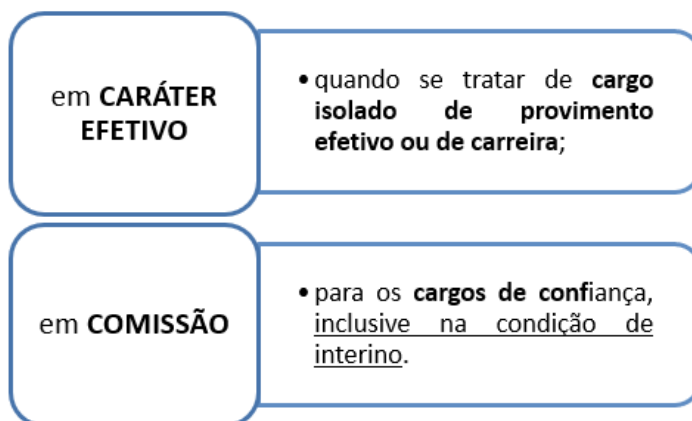 em CARÁTER
EFETIVO
• quando se tratar de cargo
isolado de provimento
efetivo ou de carreira;
em COMISSÃO
• para os cargos de confiança,
inclusive na condição de
interino.